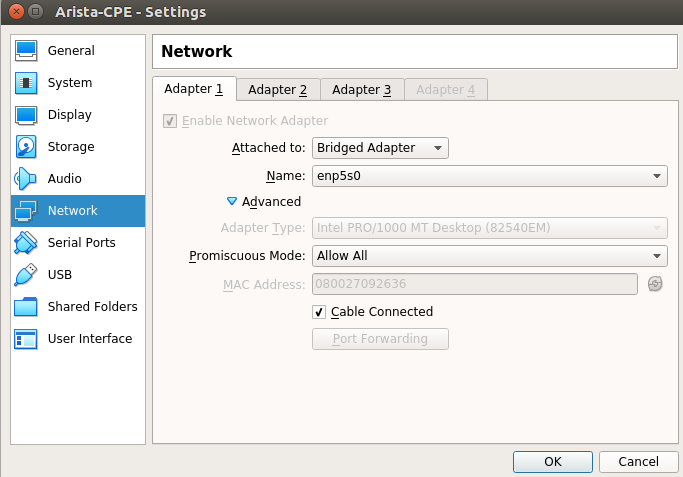 Arista-CPE - Settings
General
System
Display
Storage
Audio
Network
Serial Ports
USB
Shared Folders
User Interface
Network
Adapter 1 Adapter 2 Adapter 3 Adapter 4
Enable Network Adapter
Attached to: Bridged Adapter
Name: enp5s0
Advanced
Adapter Type: Intel PRO/1000 MT Desktop (82540EM)
Promiscuous Mode: Allow All
MAC Address: 080027092636
Cable Connected
Port Forwarding
OK Cancel